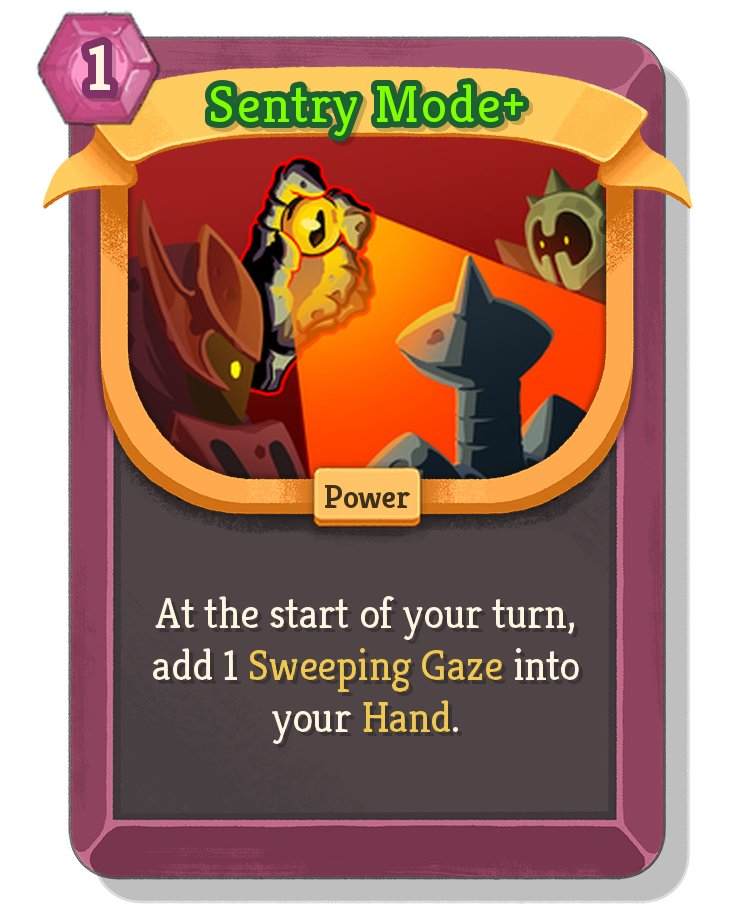 1
Sentry Mode+
Power
At the start of your turn,
add 1 Sweeping Gaze into
your Hand.